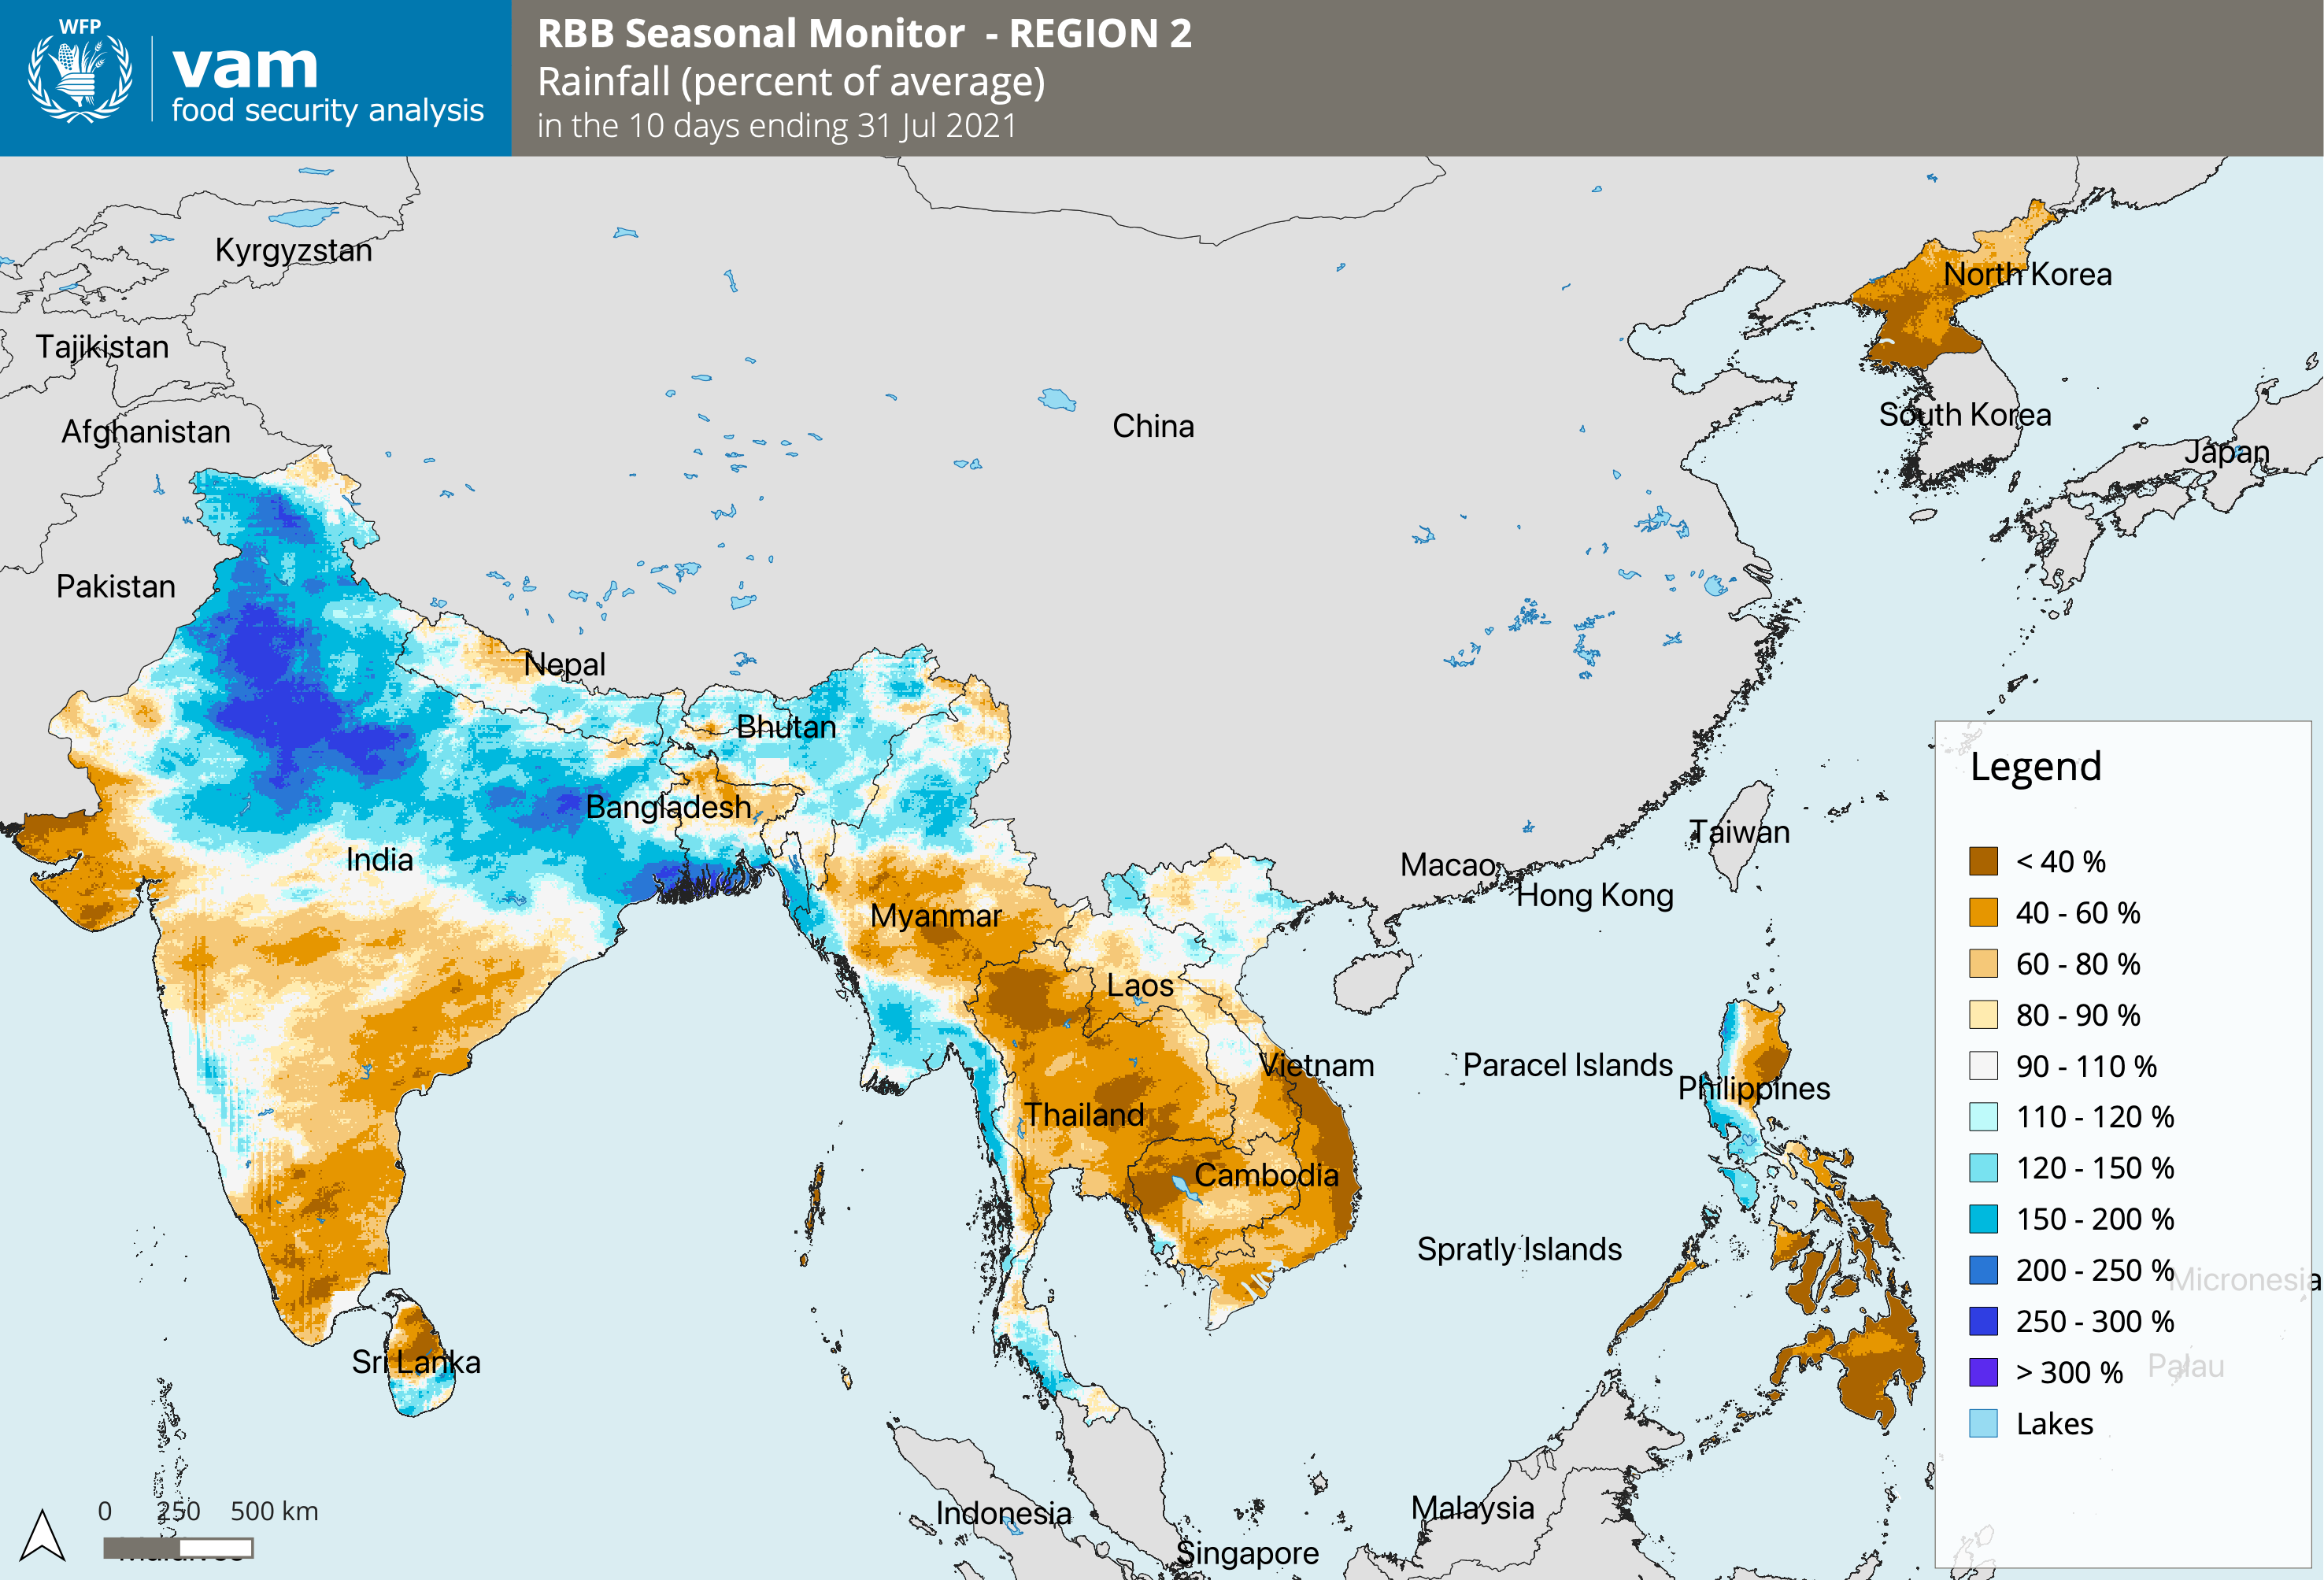 WFP
vam
food security analysis
RBB Seasonal Monitor - REGION 2
Rainfall (percent of average)
in the 10 days ending 31 Jul 2021
Kyrgyzstan
Tajikistan
Afghanistan
Pakistan
China
North Korea
South Korea
Japan
Nepal
Bhutan
Bangladesh
India
Myanmar
Macao
Hong Kong
Taiwan
Laos
Vietnam
Paracel Islands
Philippines
Thailand
Cambodia
Spratly Islands
Sri Lanka
Indonesia
Malaysia
Singapore
Micronesia
Palau
Legend
< 40 %
40 - 60 %
60 - 80 %
80 - 90 %
90 - 110 %
110 - 120 %
120 - 150 %
150 - 200 %
200 - 250 %
250 - 300 %
> 300 %
Lakes
0 250 500 km